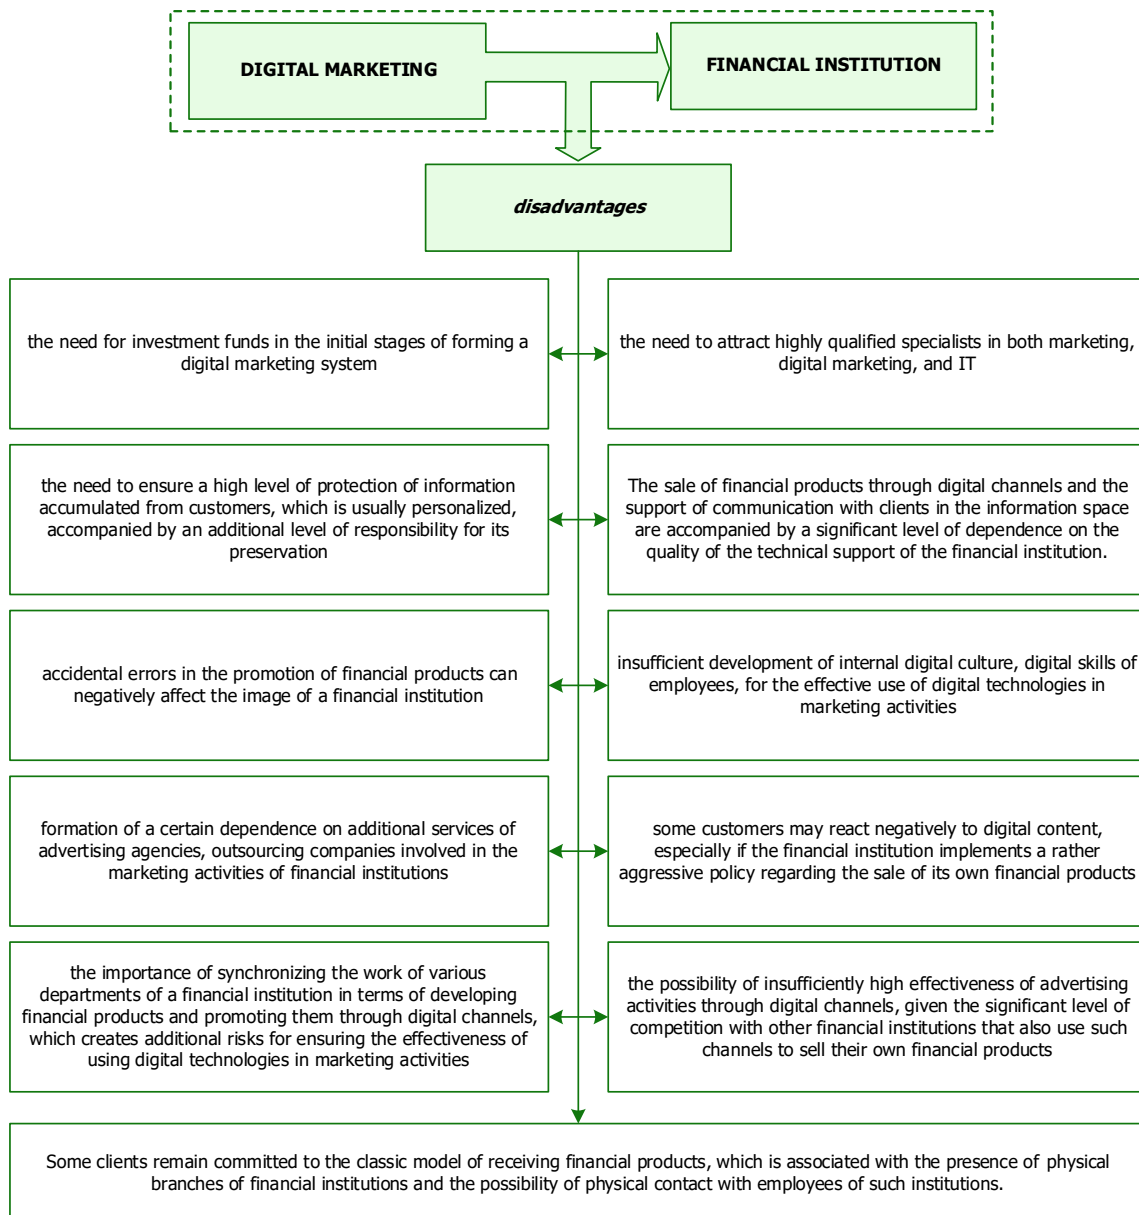 DIGITAL MARKETING
FINANCIAL INSTITUTION
disadvantages
the need for investment funds in the initial stages of forming a
digital marketing system
the need to attract highly qualified specialists in both marketing,
digital marketing, and IT
the need to ensure a high level of protection of information
accumulated from customers, which is usually personalized,
accompanied by an additional level of responsibility for its
preservation
The sale of financial products through digital channels and the
support of communication with clients in the information space
are accompanied by a significant level of dependence on the
quality of the technical support of the financial institution.
accidental errors in the promotion of financial products can
negatively affect the image of a financial institution
insufficient development of internal digital culture, digital skills of
employees, for the effective use of digital technologies in
marketing activities
formation of a certain dependence on additional services of
advertising agencies, outsourcing companies involved in the
marketing activities of financial institutions
some customers may react negatively to digital content,
especially if the financial institution implements a rather
aggressive policy regarding the sale of its own financial products
the importance of synchronizing the work of various
departments of a financial institution in terms of developing
financial products and promoting them through digital channels,
which creates additional risks for ensuring the effectiveness of
using digital technologies in marketing activities
the possibility of insufficiently high effectiveness of advertising
activities through digital channels, given the significant level of
competition with other financial institutions that also use such
channels to sell their own financial products
Some clients remain committed to the classic model of receiving financial products, which is associated with the presence of physical
branches of financial institutions and the possibility of physical contact with employees of such institutions.